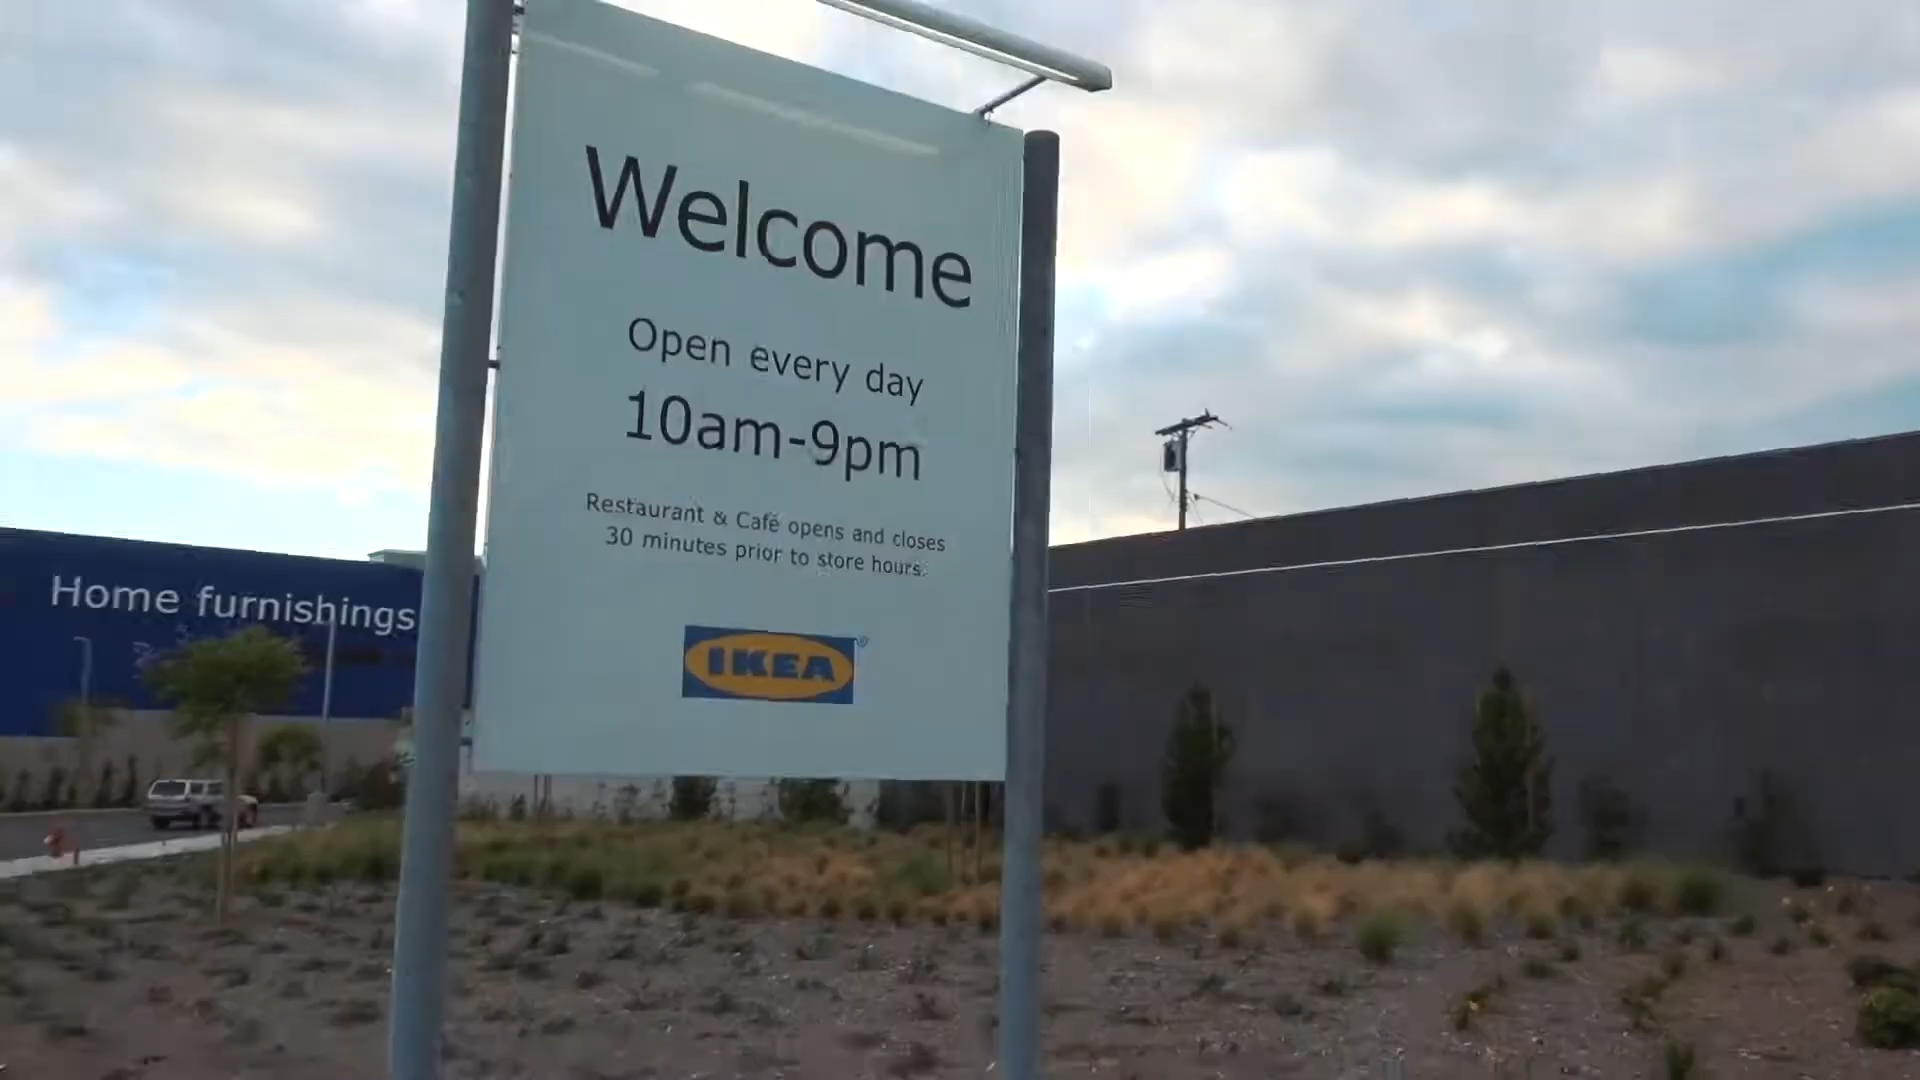 Welcome
Open every day
10am-9pm
Restaurant & Café opens and closes
30 minutes prior to store hours.
IKEA®
Home furnishings